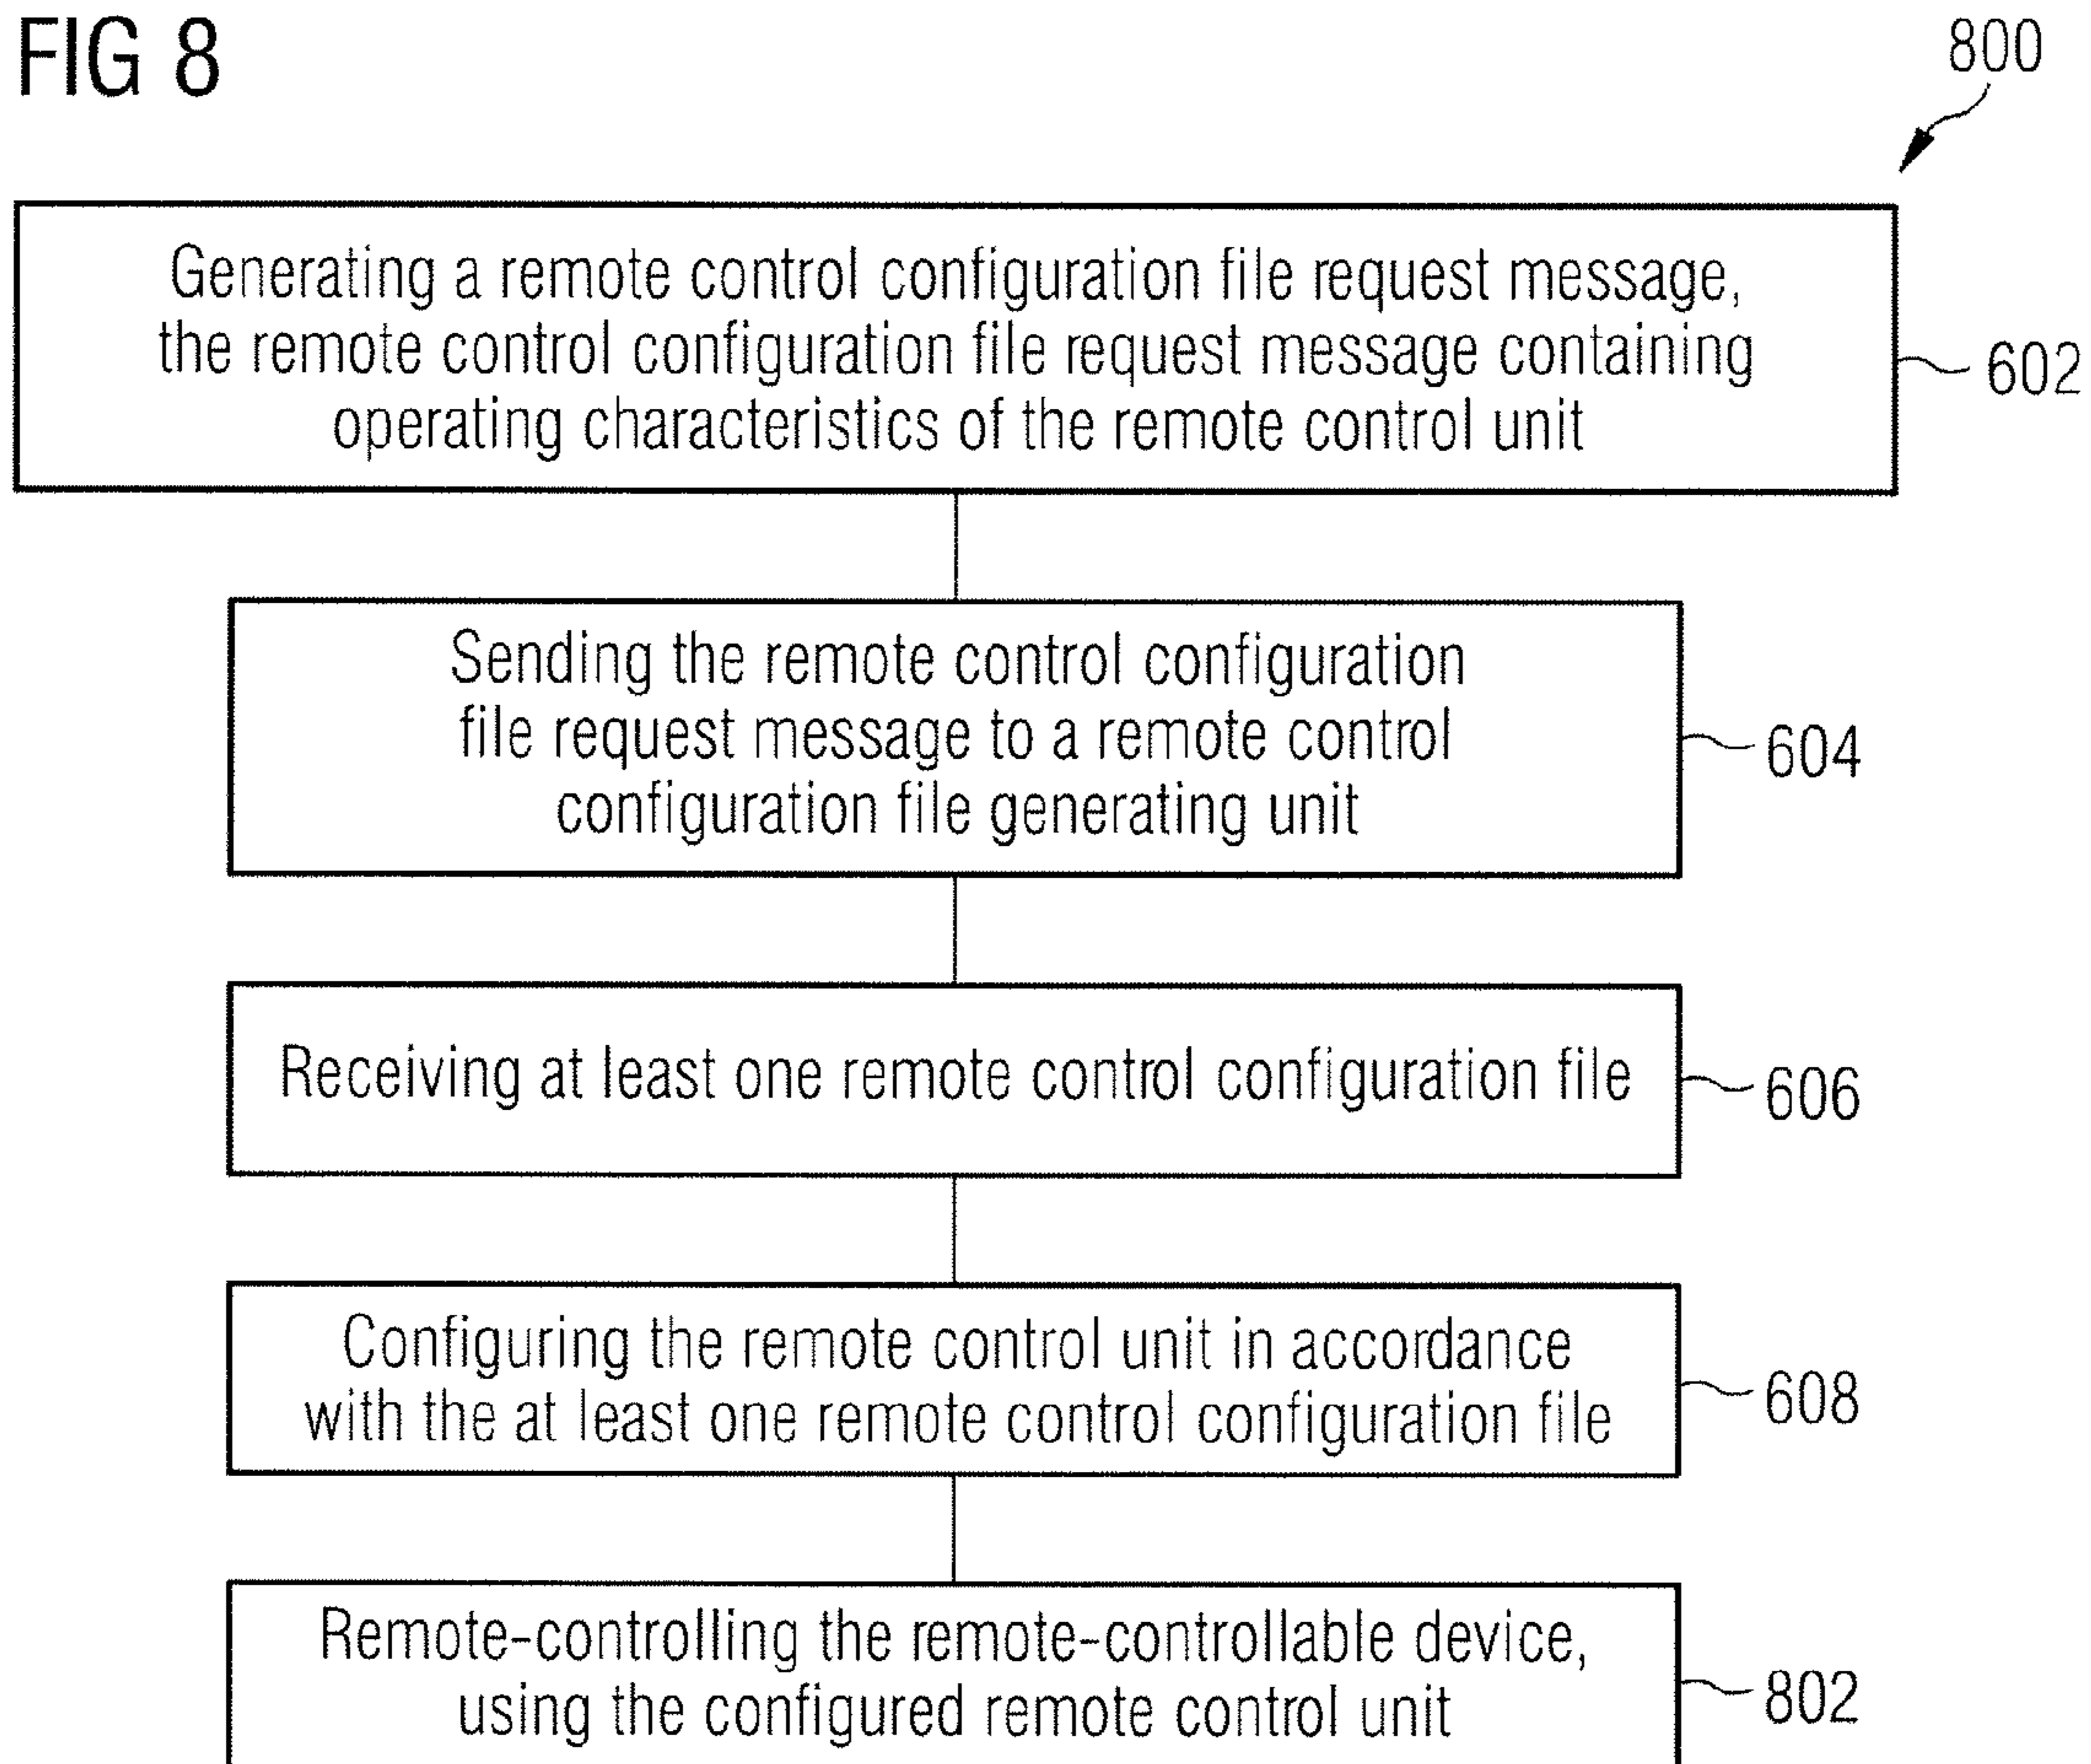 FIG 8
800
Generating a remote control configuration file request message,
the remote control configuration file request message containing
operating characteristics of the remote control unit
602
Sending the remote control configuration
file request message to a remote control
configuration file generating unit
604
Receiving at least one remote control configuration file
606
Configuring the remote control unit in accordance
with the at least one remote control configuration file
608
Remote-controlling the remote-controllable device,
using the configured remote control unit
802